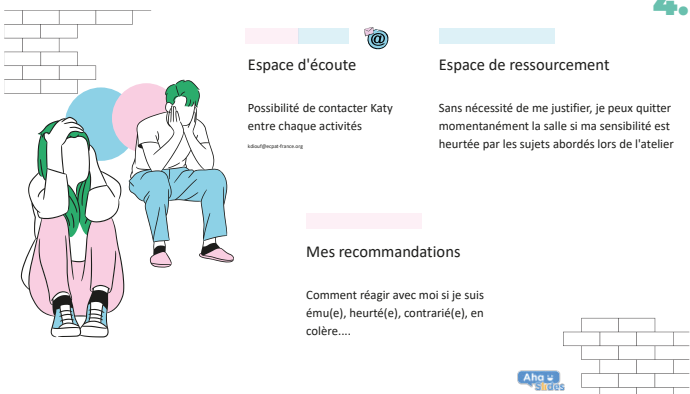 4.
@
Espace d'écoute
Possibilité de contacter Katy
entre chaque activités
kdiouf@ecpat-france.org
Espace de ressourcement
Sans nécessité de me justifier, je peux quitter
momentanément la salle si ma sensibilité est
heurtée par les sujets abordés lors de l'atelier
Mes recommandations
Comment réagir avec moi si je suis
ému(e), heurté(e), contrarié(e), en
colère....
Aha
Slides